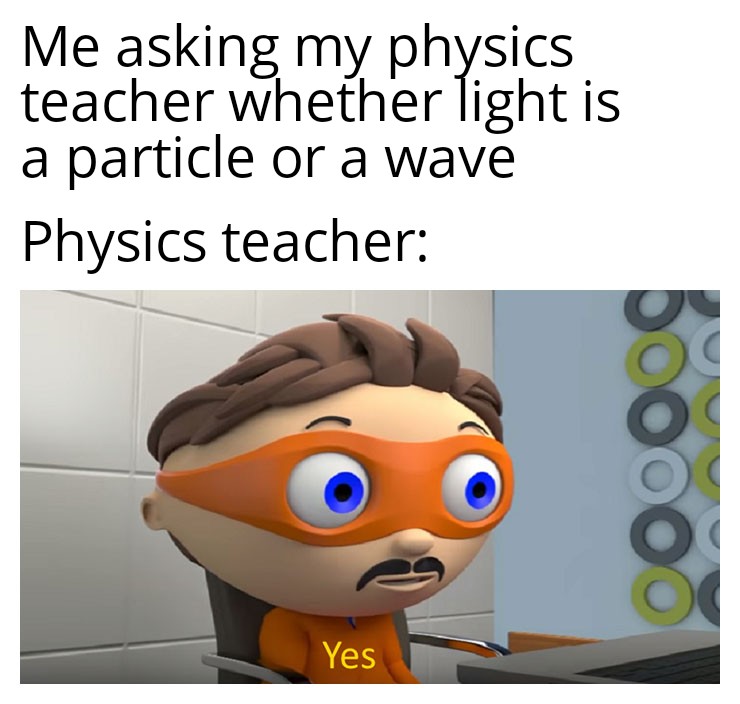 Me asking my physics
teacher whether light is
a particle or a wave
Physics teacher:
Yes